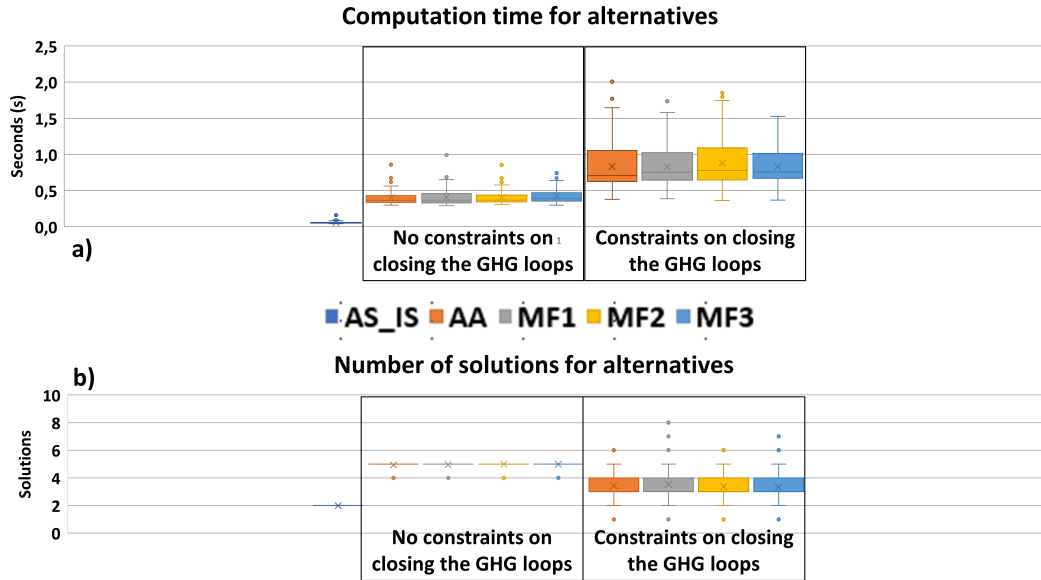 Computation time for alternatives
2,5
2,0
1,5
1,0
0,5
0,0
Seconds (s)
a)
No constraints on 1
closing the GHG loops
Constraints on closing
the GHG loops
AS_IS AA MF1 MF2 MF3
b)
Number of solutions for alternatives
10
8
6
4
2
0
Solutions
No constraints on
closing the GHG loops
Constraints on closing
the GHG loops